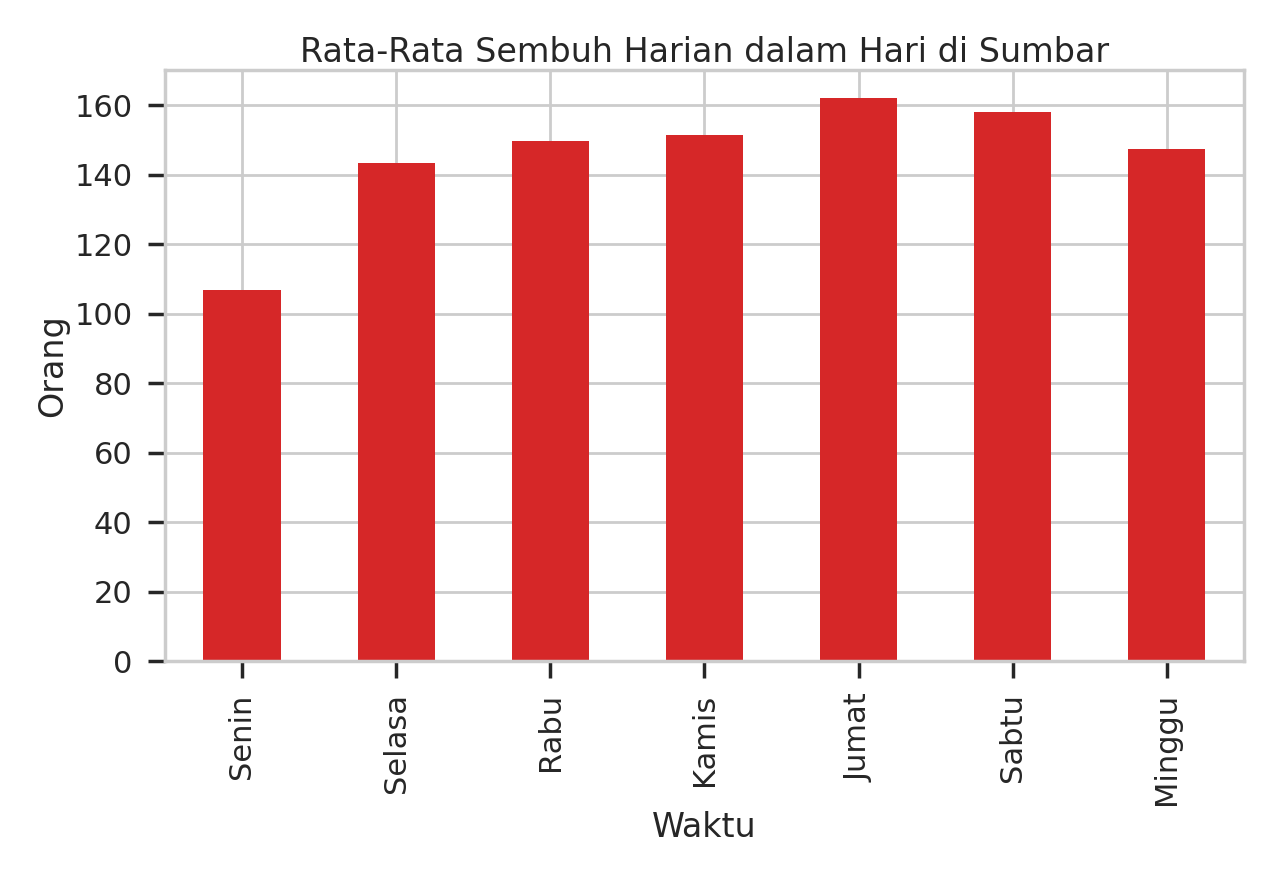 Rata-Rata Sembuh Harian dalam Hari di Sumbar
160
140
120
100
80
60
40
20
0
Orang
Senin
Selasa
Rabu
Kamis
Jumat
Sabtu
Minggu
Waktu